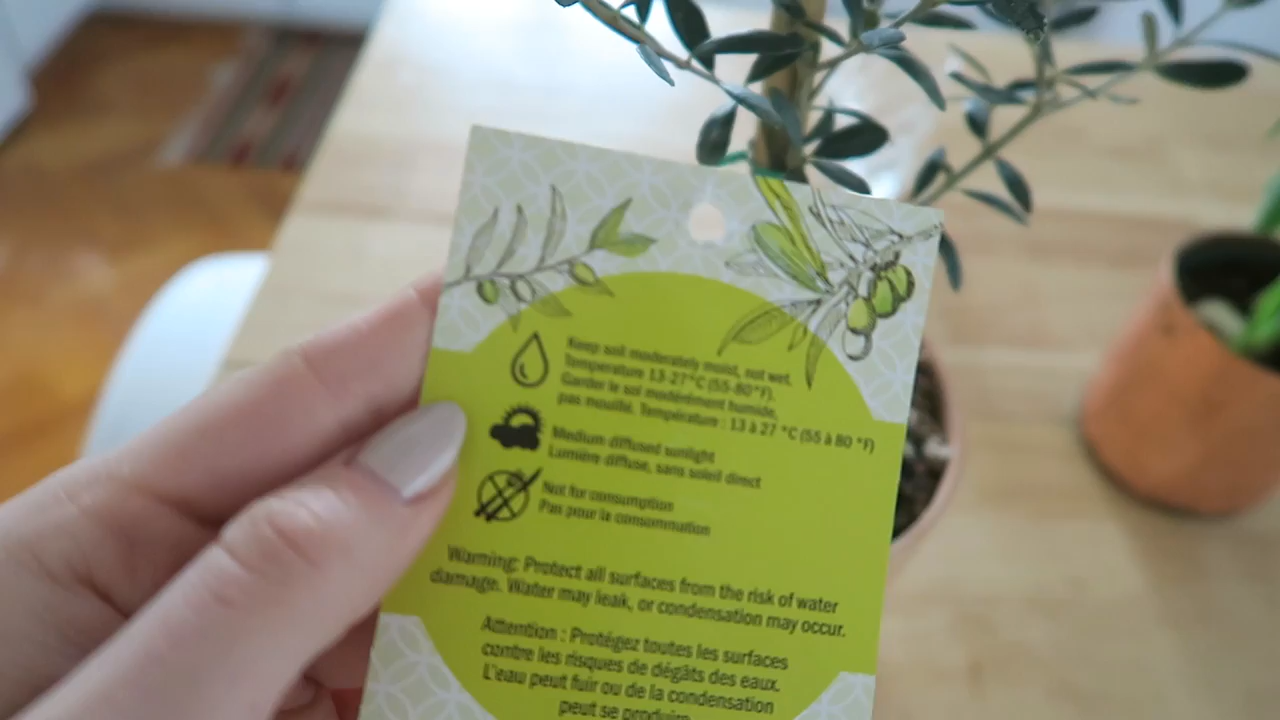 Keep soil moderately moist, not wet.
Temperature 13-27°C (55-80°F).
Garder le sol modérément humide,
pas mouillé. Température : 13 à 27 °C (55 à 80 °F)
Medium diffused sunlight
Lumière diffuse, sans soleil direct
Not for consumption
Pas pour la consommation
Warning: Protect all surfaces from the risk of water
damage. Water may leak, or condensation may occur.
Attention : Protégez toutes les surfaces
contre les risques de dégâts des eaux.
L'eau peut fuir ou de la condensation
peut se produire.